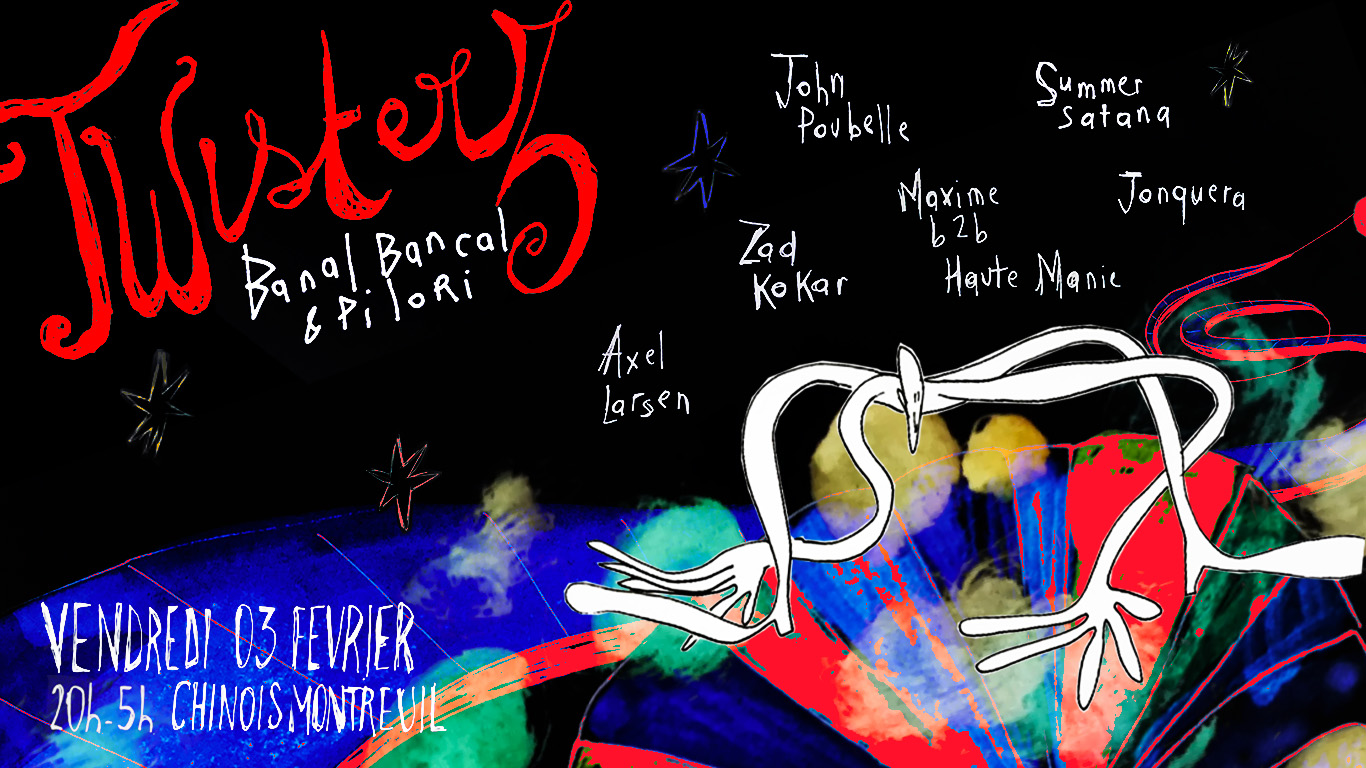 Twister
Banal Bancal
& Pilori
John
Poubelle
Summer
satana
Maxime
b2b
Haute Manie
Jonquera
Zad
Kokar
Axel
Larsen
VENDREDI 03 FEVRIER
20h-5h CHINOIS MONTREUIL